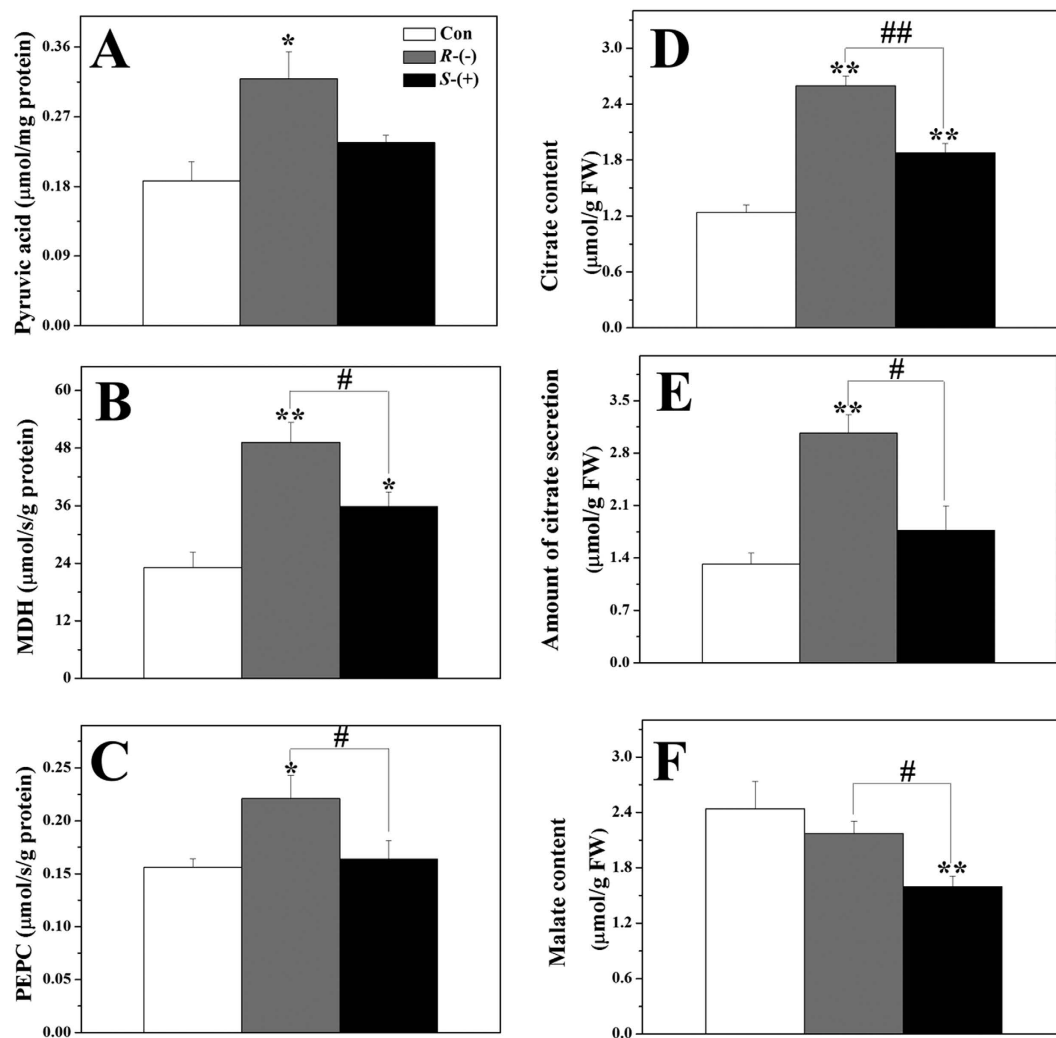 A
Con
R-(-)
S-(+)
*
Pyruvic acid (μmol/mg protein)
0.36
0.27
0.18
0.09
0.00
B
#
**
*
MDH (μmol/s/g protein)
60
48
36
24
12
0
C
#
*
PEPC (μmol/s/g protein)
0.25
0.20
0.15
0.10
0.05
0.00
D
##
**
**
Citrate content
(μmol/g FW)
3.0
2.4
1.8
1.2
0.6
0.0
E
#
**
Amount of citrate secretion
(μmol/g FW)
3.5
2.8
2.1
1.4
0.7
0.0
F
#
**
Malate content
(μmol/g FW)
3.0
2.4
1.8
1.2
0.6
0.0